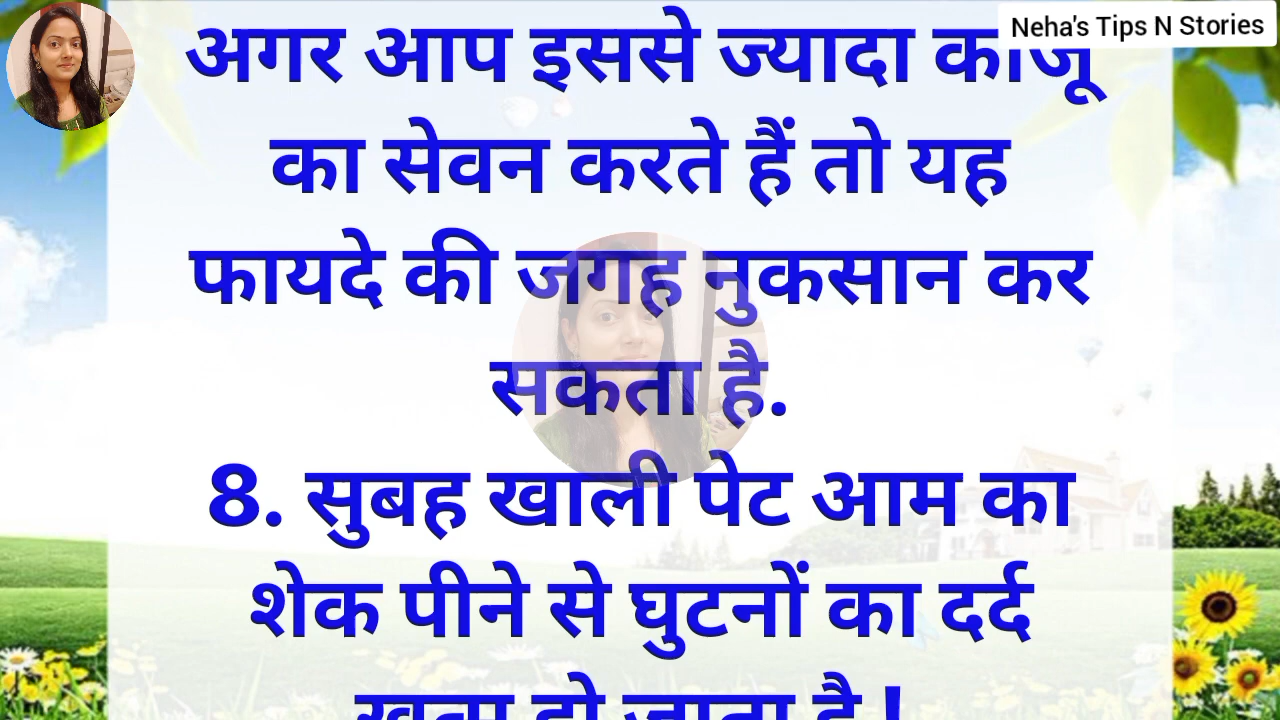 Neha's Tips N Stories
अगर आप इससे ज्यादा काजू
का सेवन करते हैं तो यह
फायदे की जगह नुकसान कर
सकता है.
8. सुबह खाली पेट आम का
शेक पीने से घुटनों का दर्द
खत्म हो जाता है !